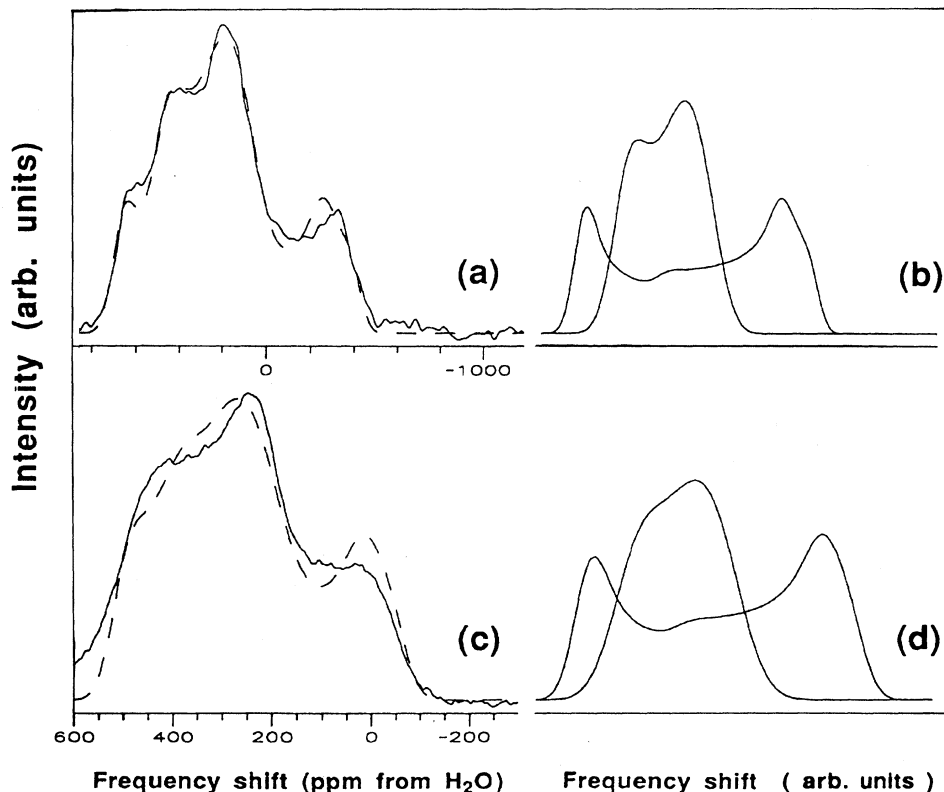 Intensity (arb. units)
(a)
(b)
0 -1000
(c)
(d)
600 400 200 0 -200
Frequency shift (ppm from H₂O)
Frequency shift ( arb. units )